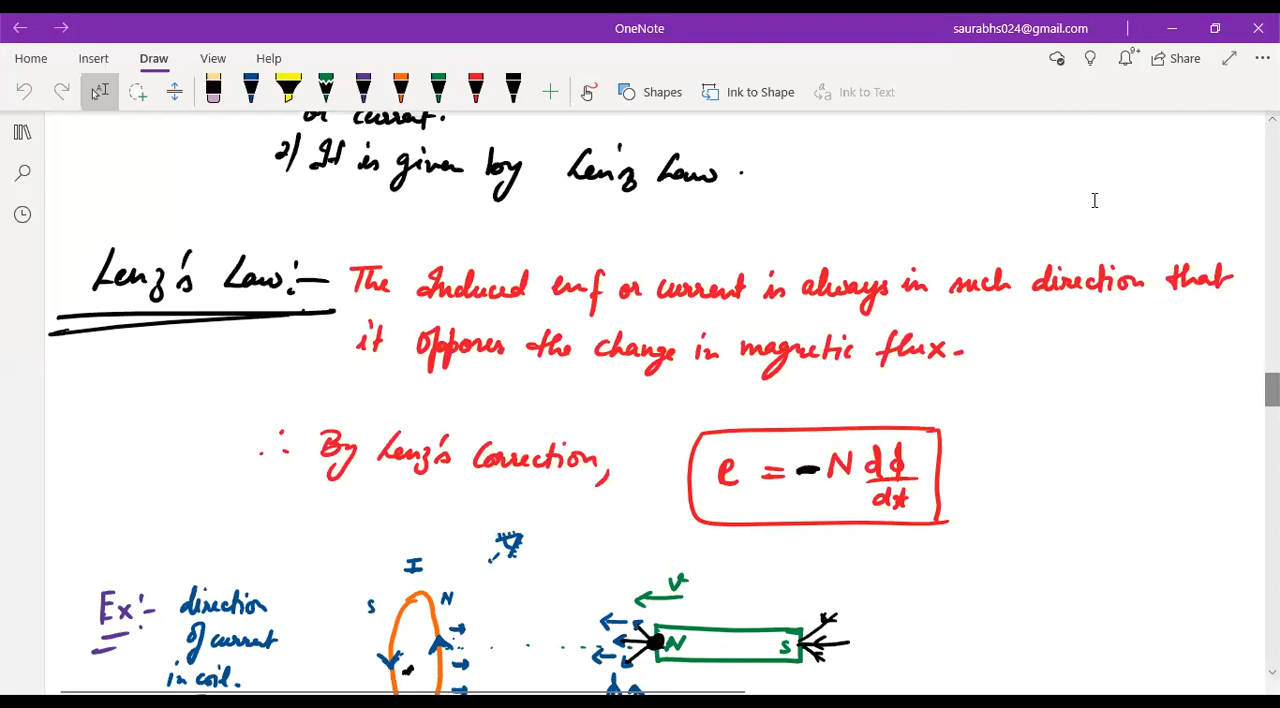 OneNote
saurabhs024@gmail.com
Home Insert Draw View Help
Share
Shapes
Ink to Shape
Ink to Text
or current.
2) It is given by Lenz Law.
Lenz's Law:-
The Induced emf or current is always in such direction that
it opposes the change in magnetic flux.
∴ By Lenz's Correction,
e = -N dϕ/dt
I
S N
V
Ex:- direction
of current
in coil.
N S